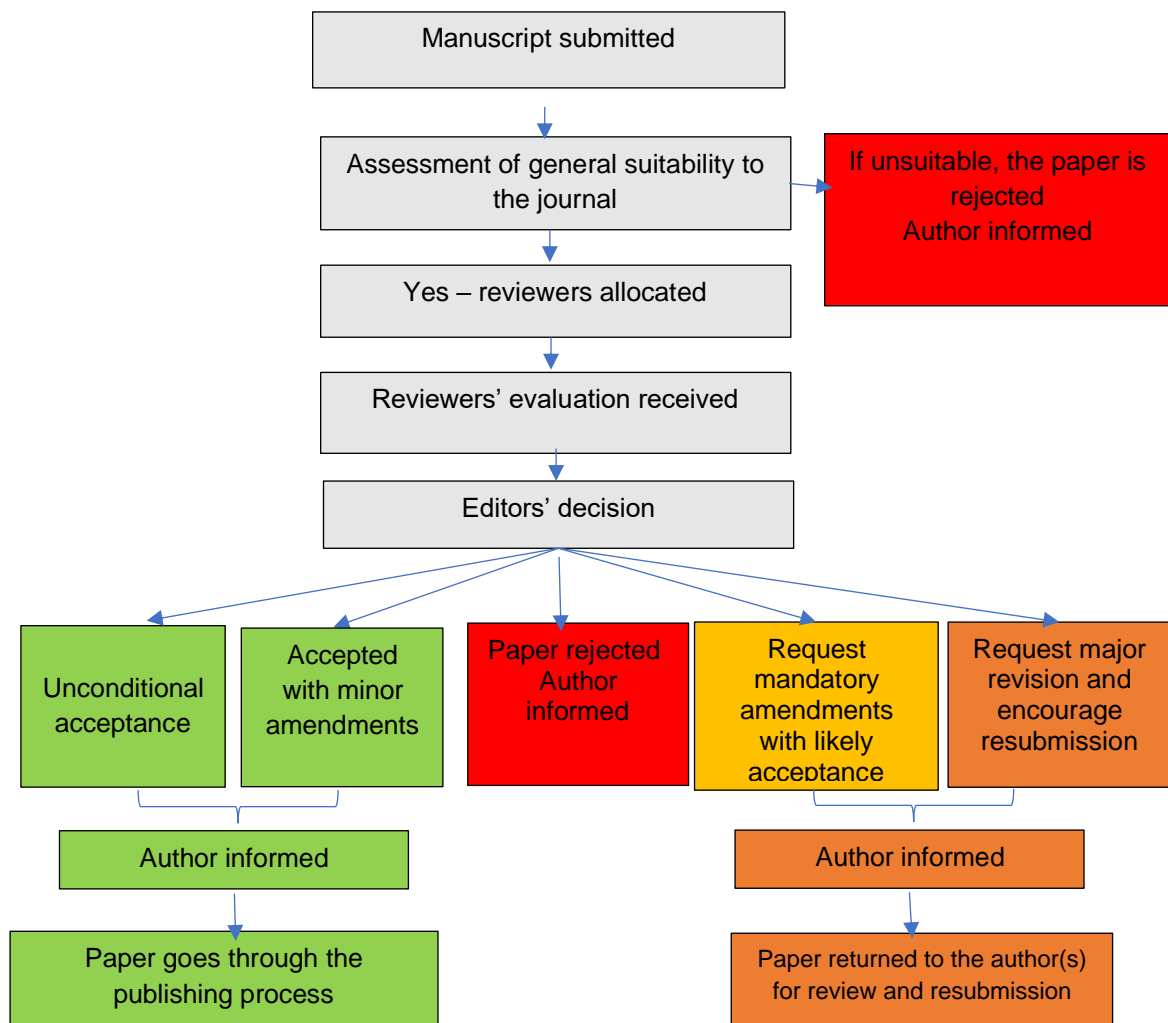 Manuscript submitted
Assessment of general suitability to
the journal
If unsuitable, the paper is
rejected
Author informed
Yes – reviewers allocated
Reviewers’ evaluation received
Editors’ decision
Unconditional
acceptance
Accepted
with minor
amendments
Paper rejected
Author
informed
Request
mandatory
amendments
with likely
acceptance
Request major
revision and
encourage
resubmission
Author informed
Author informed
Paper goes through the
publishing process
Paper returned to the author(s)
for review and resubmission